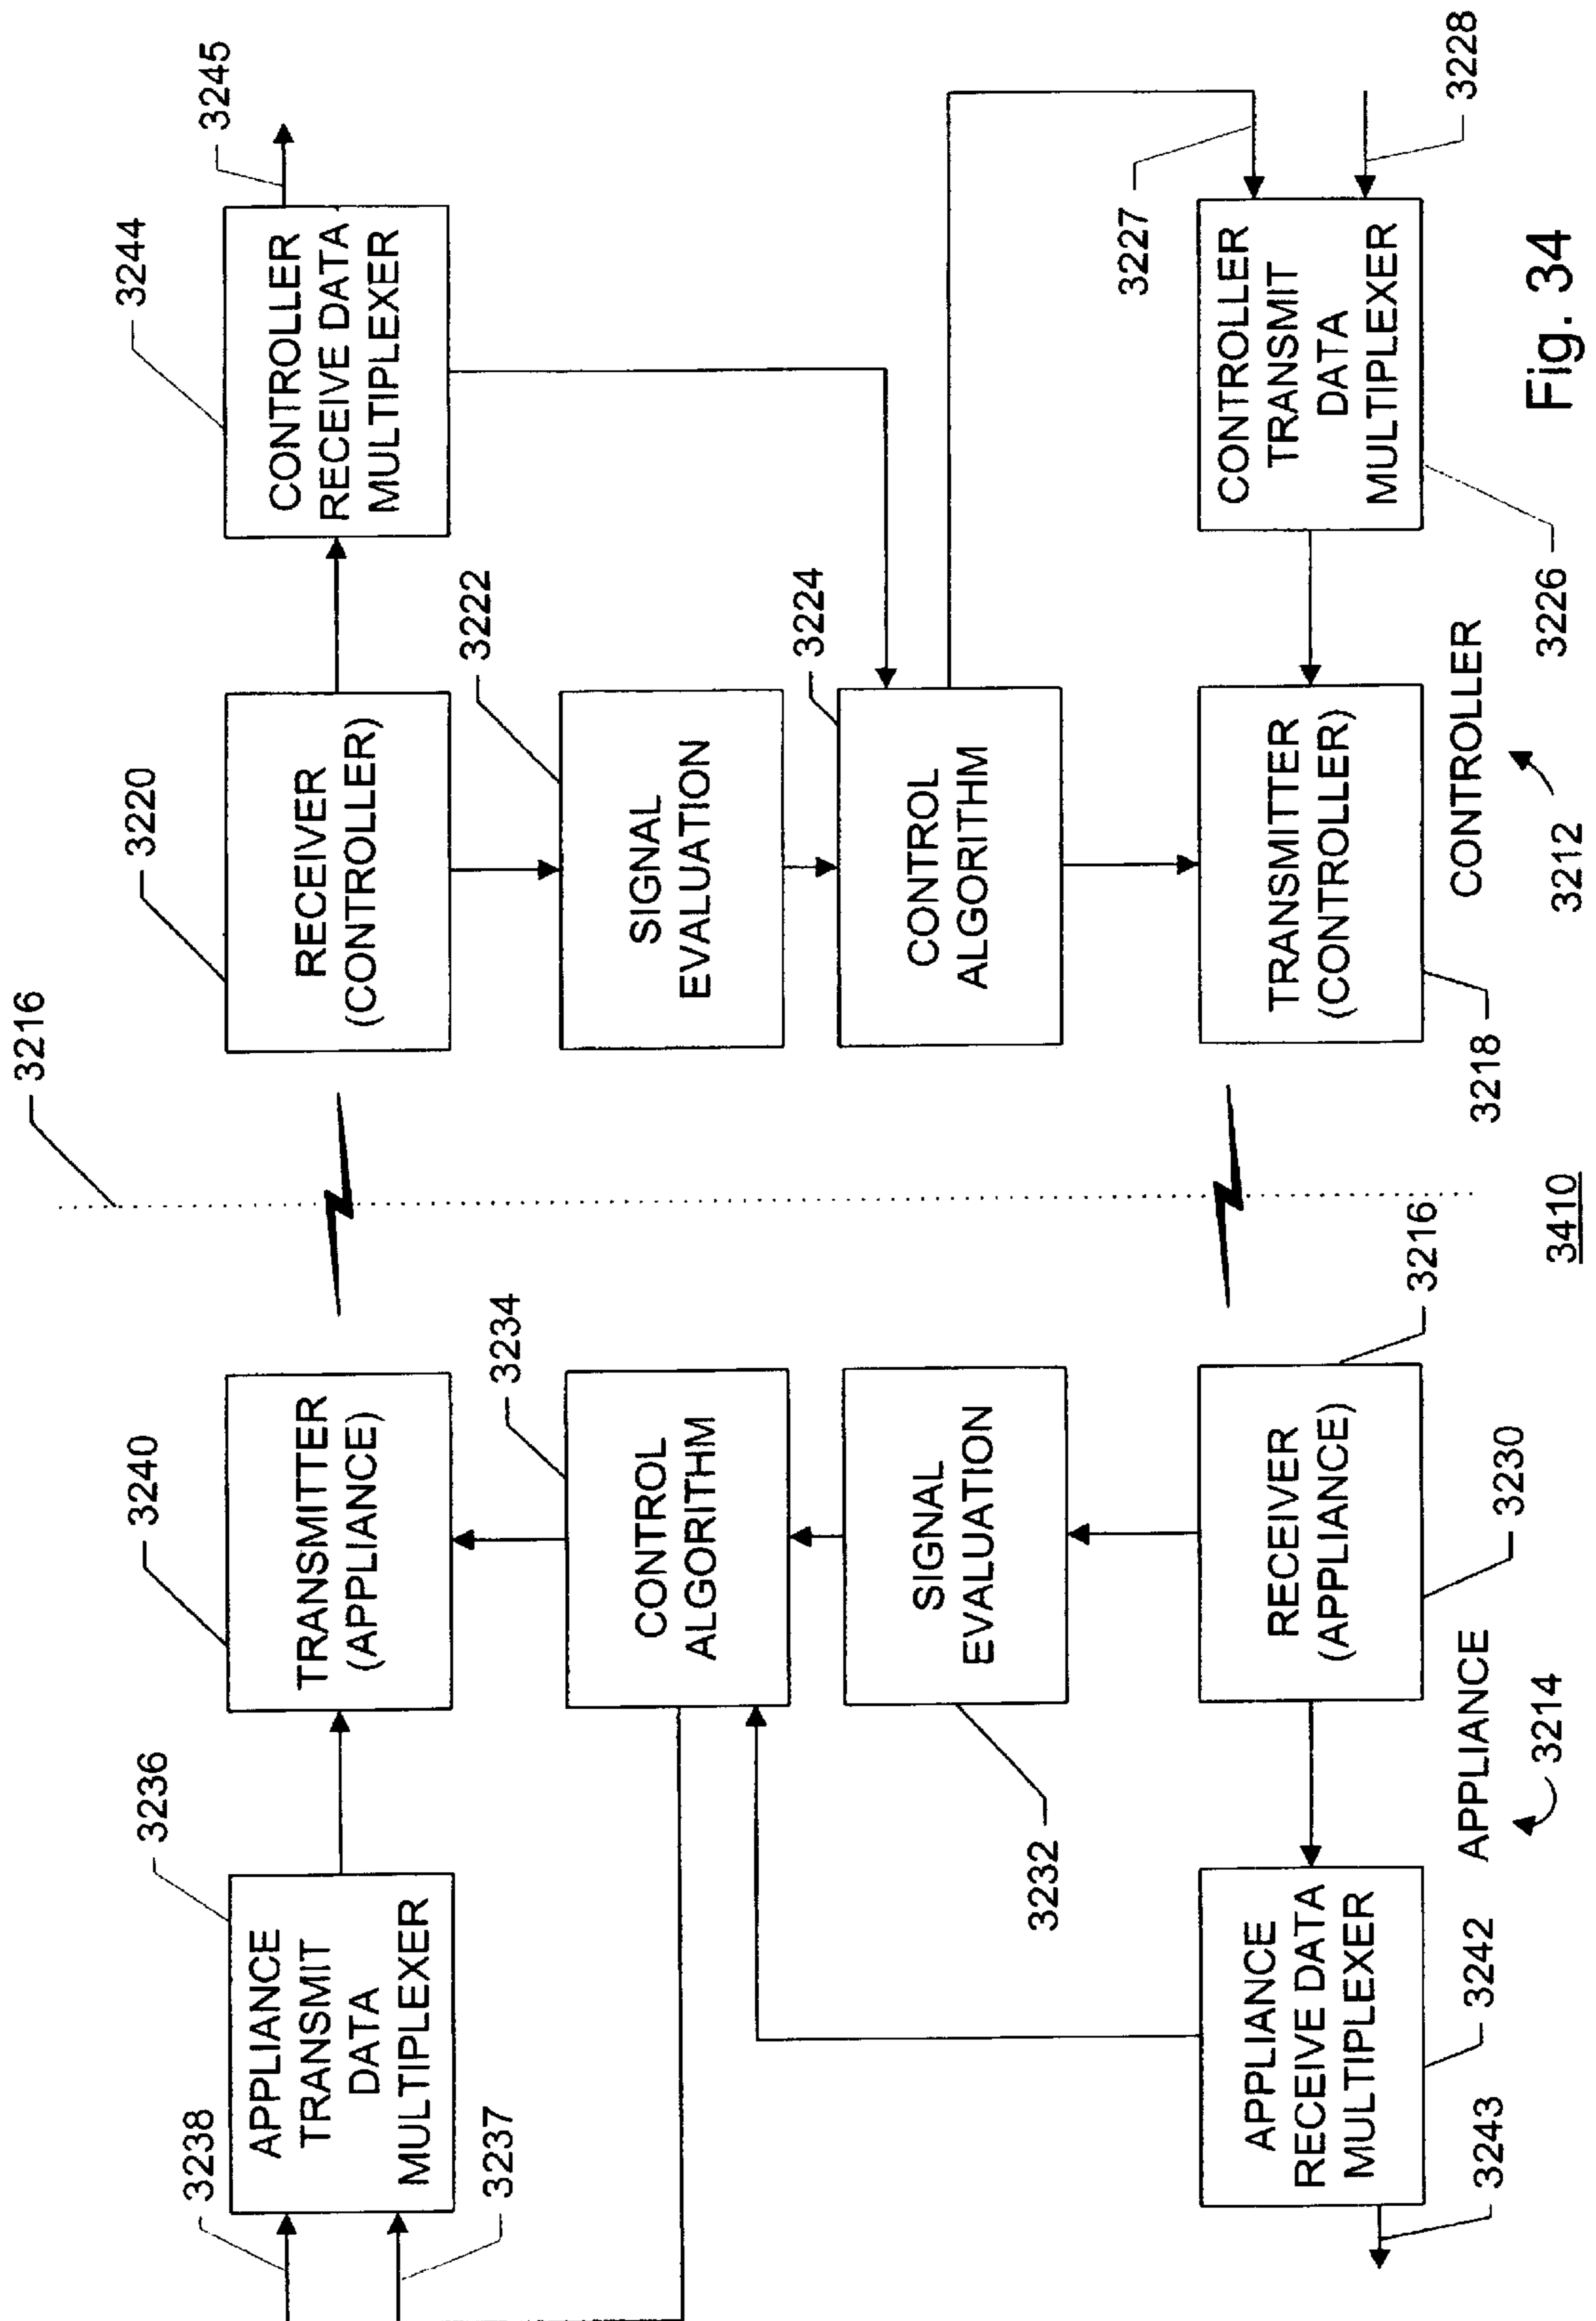 3238
3237
3236
APPLIANCE
TRANSMIT
DATA
MULTIPLEXER
3240
TRANSMITTER
(APPLIANCE)
3234
CONTROL
ALGORITHM
3232
SIGNAL
EVALUATION
3216
RECEIVER
(APPLIANCE)
3230
APPLIANCE
RECEIVE DATA
MULTIPLEXER
3242
3243
APPLIANCE
3214
3216
3220
RECEIVER
(CONTROLLER)
3244
CONTROLLER
RECEIVE DATA
MULTIPLEXER
3245
3222
SIGNAL
EVALUATION
3224
CONTROL
ALGORITHM
3227
3228
TRANSMITTER
(CONTROLLER)
3218
CONTROLLER
TRANSMIT
DATA
MULTIPLEXER
3226
CONTROLLER
3212
3410
Fig. 34